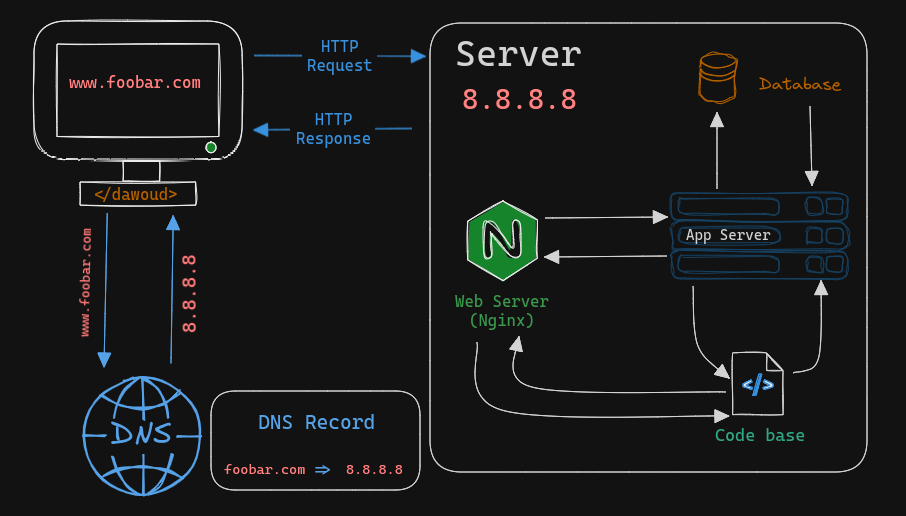 www.foobar.com
</dawoud>
HTTP
Request
HTTP
Response
www.foobar.com
8.8.8.8
DNS
DNS Record
foobar.com => 8.8.8.8
Server
8.8.8.8
Database
N
App Server
Web Server
(Nginx)
</>
Code base